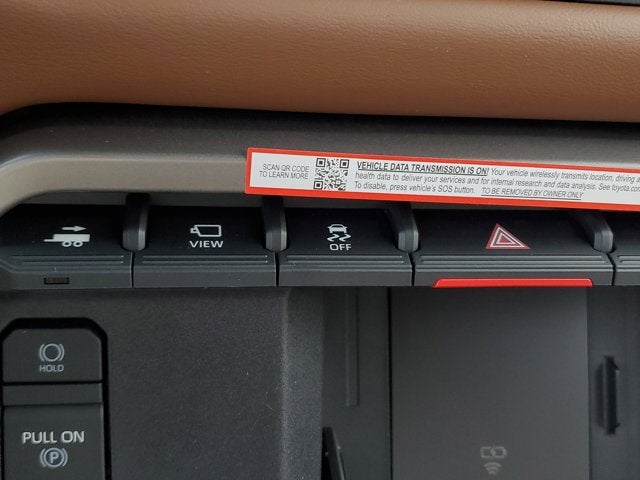 SCAN QR CODE
TO LEARN MORE
VEHICLE DATA TRANSMISSION IS ON! Your vehicle wirelessly transmits location, driving a
health data to deliver your services and for internal research and data analysis. See toyota.com
To disable, press vehicle's SOS button. TO BE REMOVED BY OWNER ONLY
VIEW
OFF
HOLD
PULL ON
P